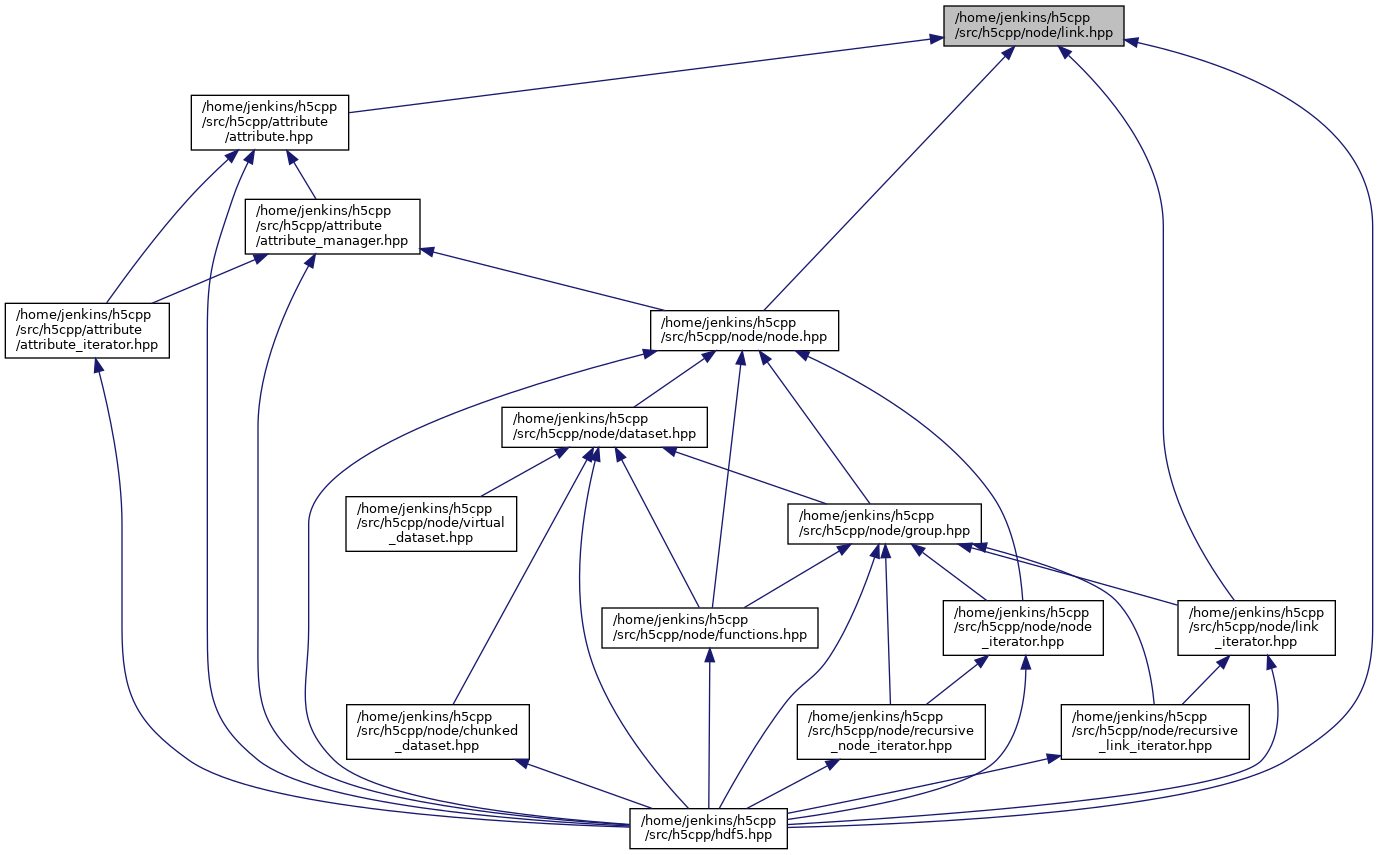 /home/jenkins/h5cpp
/src/h5cpp/node/link.hpp
/home/jenkins/h5cpp
/src/h5cpp/attribute
/attribute.hpp
/home/jenkins/h5cpp
/src/h5cpp/attribute
/attribute_manager.hpp
/home/jenkins/h5cpp
/src/h5cpp/attribute
/attribute_iterator.hpp
/home/jenkins/h5cpp
/src/h5cpp/node/node.hpp
/home/jenkins/h5cpp
/src/h5cpp/node/dataset.hpp
/home/jenkins/h5cpp
/src/h5cpp/node/virtual
_dataset.hpp
/home/jenkins/h5cpp
/src/h5cpp/node/group.hpp
/home/jenkins/h5cpp
/src/h5cpp/node/functions.hpp
/home/jenkins/h5cpp
/src/h5cpp/node/node
_iterator.hpp
/home/jenkins/h5cpp
/src/h5cpp/node/link
_iterator.hpp
/home/jenkins/h5cpp
/src/h5cpp/node/chunked
_dataset.hpp
/home/jenkins/h5cpp
/src/h5cpp/node/recursive
_node_iterator.hpp
/home/jenkins/h5cpp
/src/h5cpp/node/recursive
_link_iterator.hpp
/home/jenkins/h5cpp
/src/h5cpp/hdf5.hpp